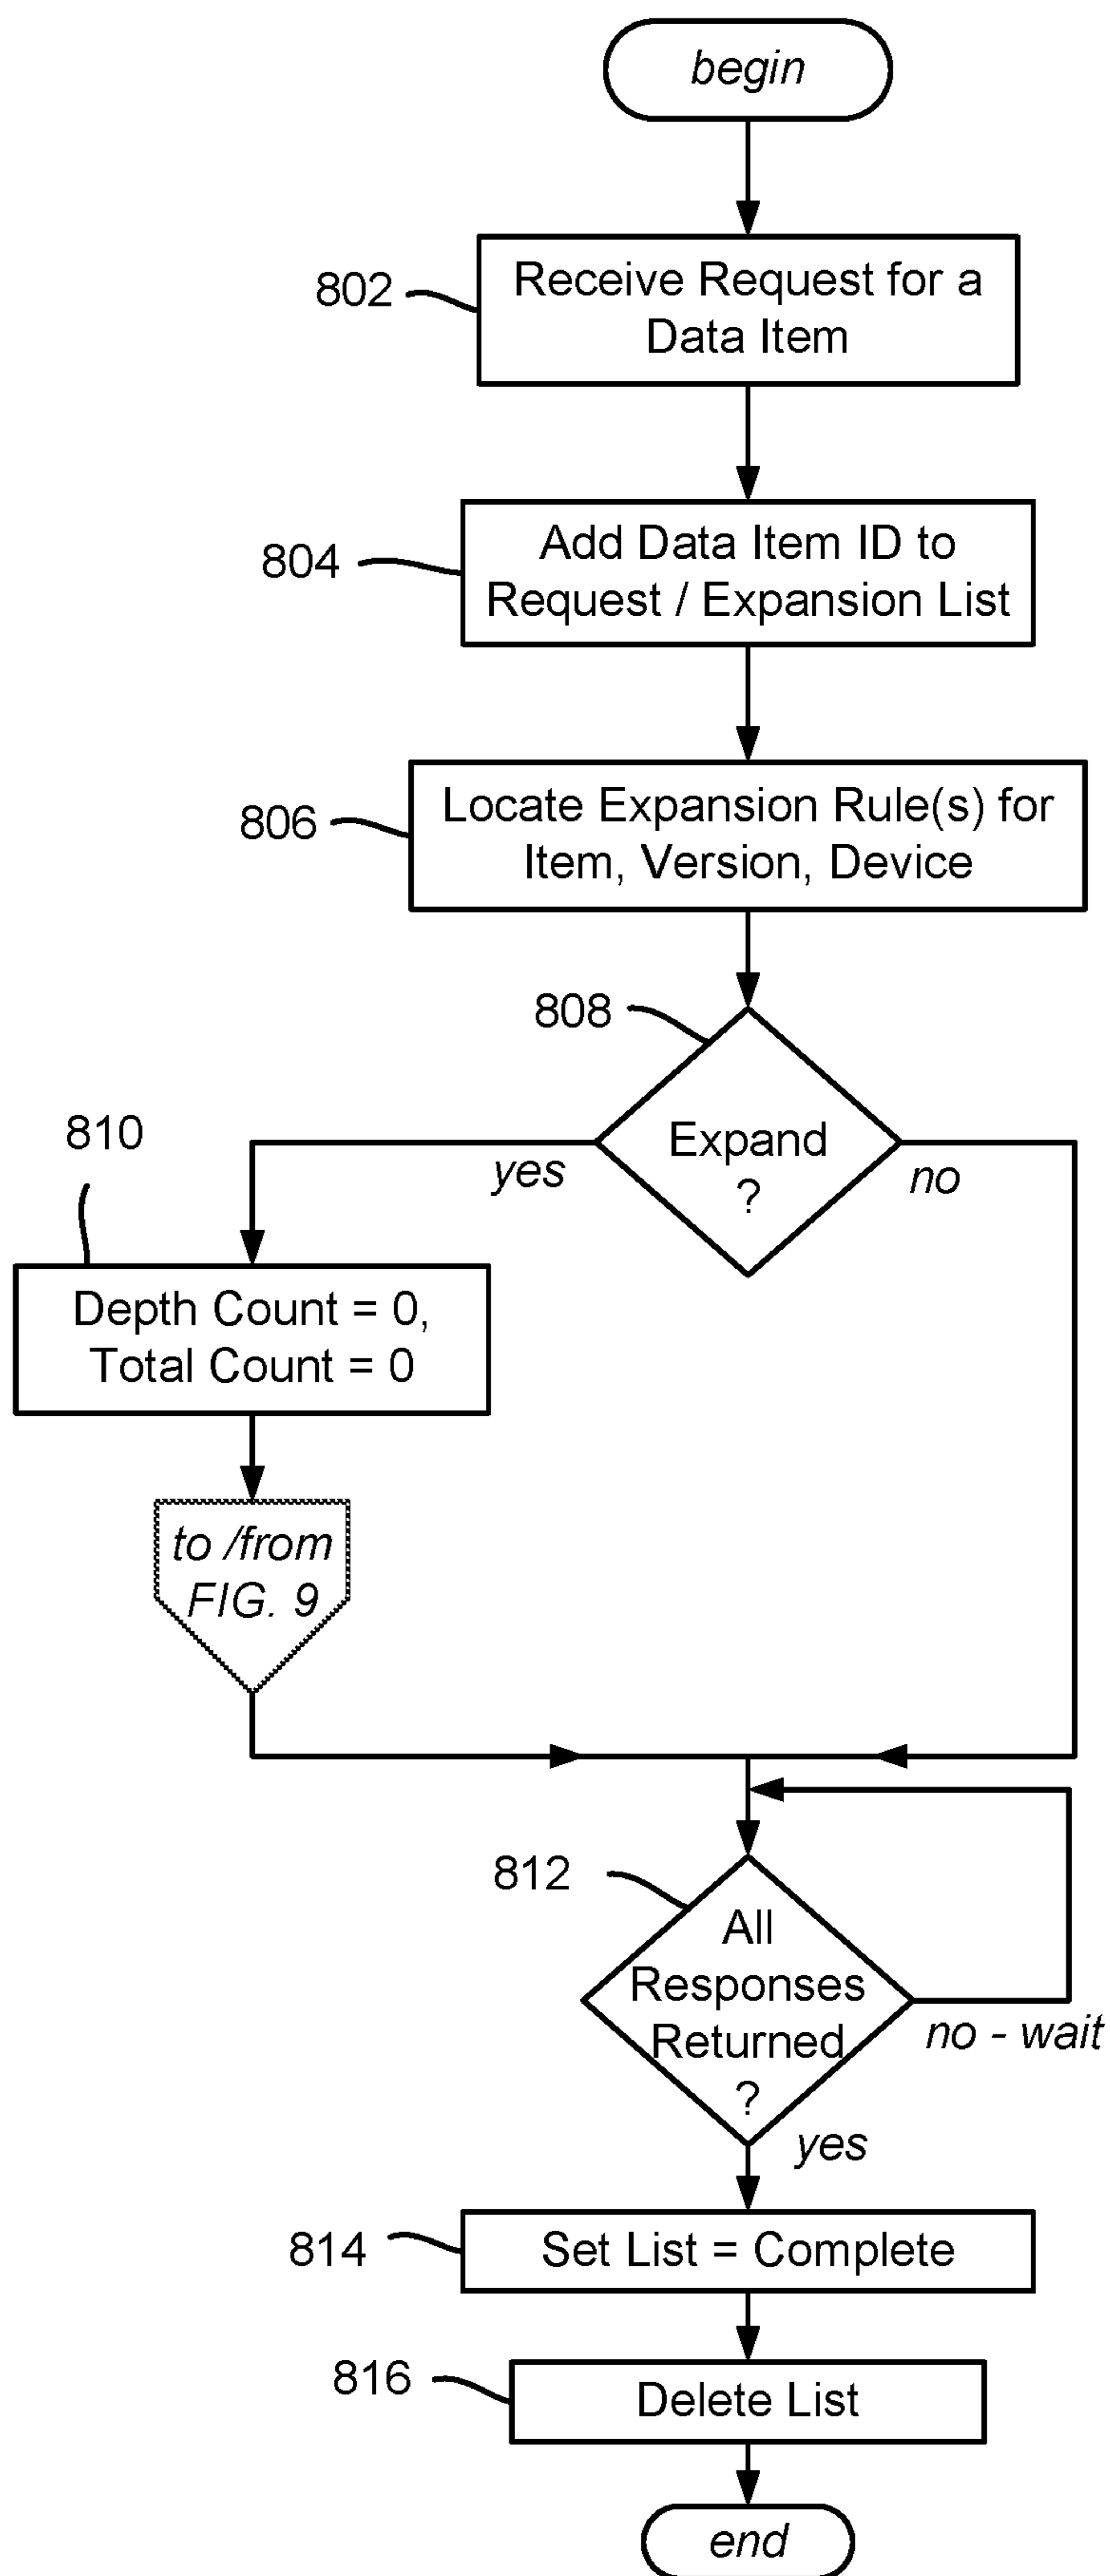 begin
802
Receive Request for a
Data Item
804
Add Data Item ID to
Request / Expansion List
806
Locate Expansion Rule(s) for
Item, Version, Device
808
Expand
?
yes
no
810
Depth Count = 0,
Total Count = 0
to /from
FIG. 9
812
All
Responses
Returned
?
no - wait
yes
814
Set List = Complete
816
Delete List
end